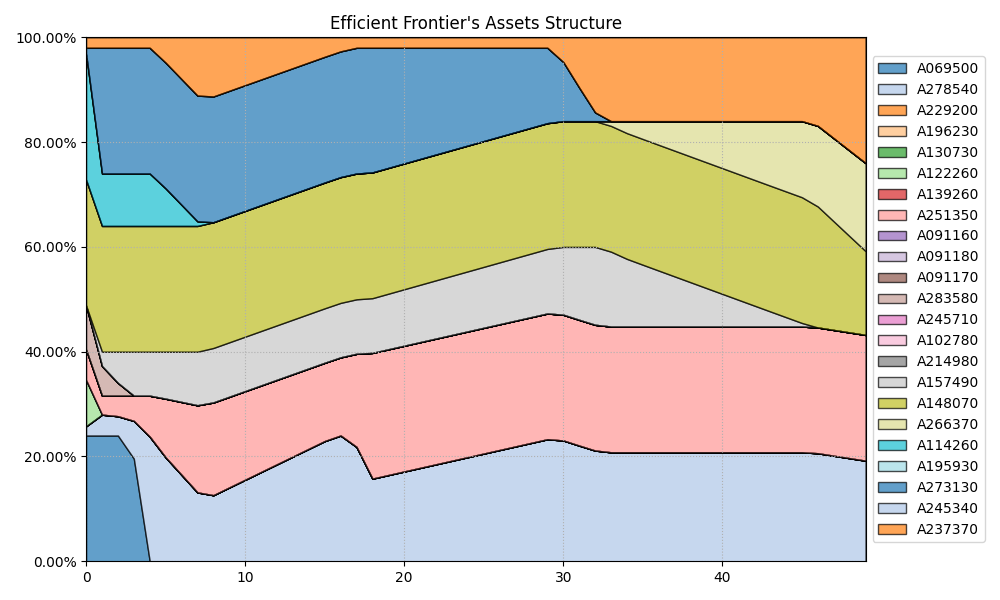 Efficient Frontier's Assets Structure
100.00%
80.00%
60.00%
40.00%
20.00%
0.00%
0
10
20
30
40
A069500
A278540
A229200
A196230
A130730
A122260
A139260
A251350
A091160
A091180
A091170
A283580
A245710
A102780
A214980
A157490
A148070
A266370
A114260
A195930
A273130
A245340
A237370